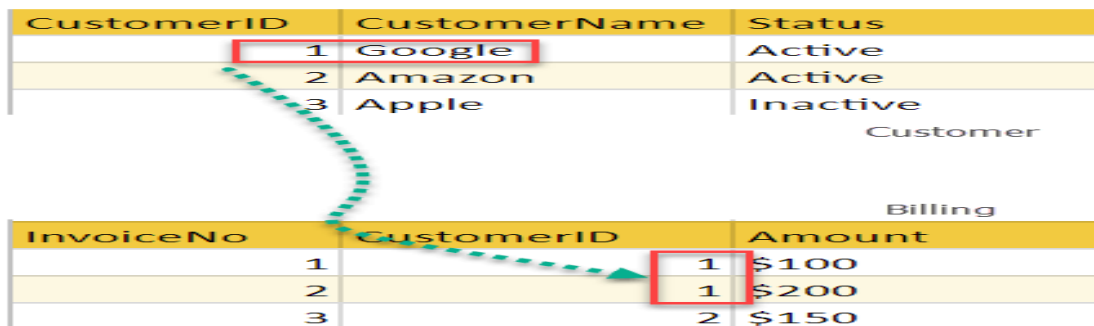 CustomerID CustomerName Status
1 Google Active
2 Amazon Active
3 Apple Inactive
Customer
Billing
InvoiceNo CustomerID Amount
1 1 $100
2 1 $200
3 2 $150